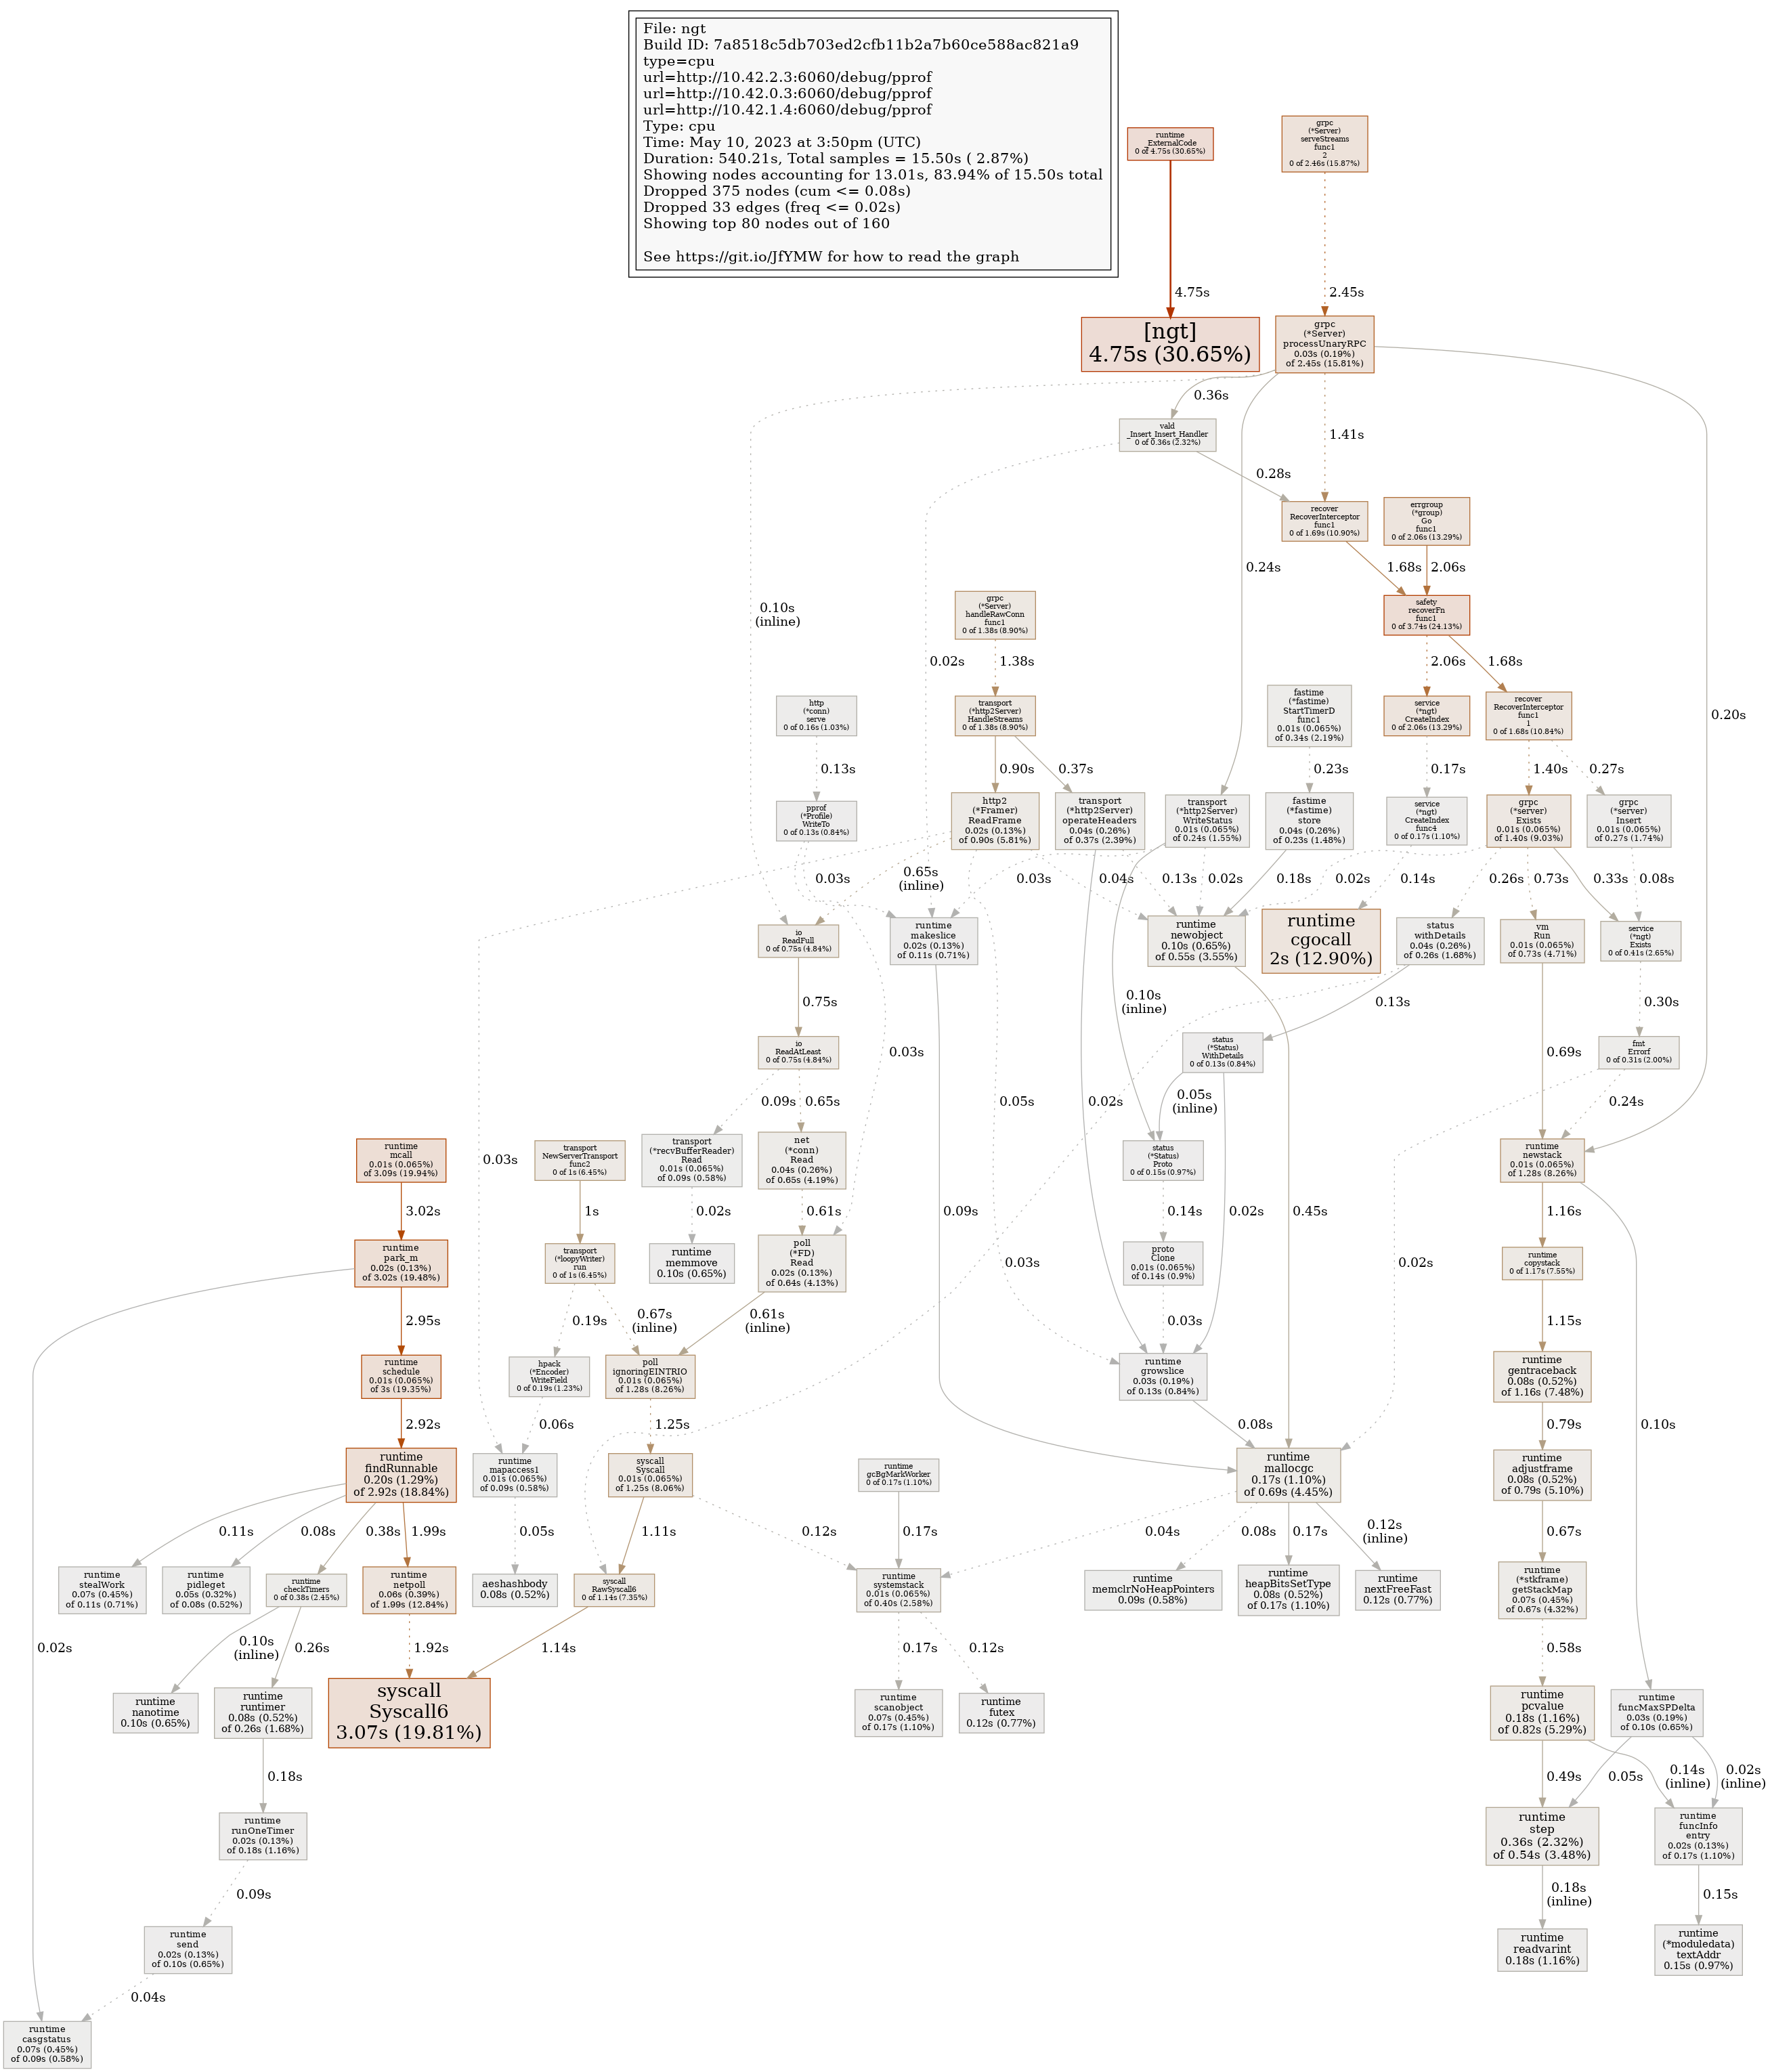 File: ngt
Build ID: 7a8518c5db703ed2cfb11b2a7b60ce588ac821a9
type=cpu
url=http://10.42.2.3:6060/debug/pprof
url=http://10.42.0.3:6060/debug/pprof
url=http://10.42.1.4:6060/debug/pprof
Type: cpu
Time: May 10, 2023 at 3:50pm (UTC)
Duration: 540.21s, Total samples = 15.50s ( 2.87%)
Showing nodes accounting for 13.01s, 83.94% of 15.50s total
Dropped 375 nodes (cum <= 0.08s)
Dropped 33 edges (freq <= 0.02s)
Showing top 80 nodes out of 160
See https://git.io/JfYMW for how to read the graph
runtime
_ExternalCode
0 of 4.75s (30.65%)
grpc
(*Server)
serveStreams
func1
2
0 of 2.46s (15.87%)
4.75s
2.45s
[ngt]
4.75s (30.65%)
grpc
(*Server)
processUnaryRPC
0.03s (0.19%)
of 2.45s (15.81%)
0.36s
vald
_Insert_Insert_Handler
0 of 0.36s (2.32%)
1.41s
0.28s
recover
RecoverInterceptor
func1
0 of 1.69s (10.90%)
errgroup
(*group)
Go
func1
0 of 2.06s (13.29%)
0.24s
1.68s
2.06s
0.10s
(inline)
grpc
(*Server)
handleRawConn
func1
0 of 1.38s (8.90%)
safety
recoverFn
func1
0 of 3.74s (24.13%)
0.02s
1.38s
2.06s
1.68s
http
(*conn)
serve
0 of 0.16s (1.03%)
transport
(*http2Server)
HandleStreams
0 of 1.38s (8.90%)
fastime
(*fastime)
StartTimerD
func1
0.01s (0.065%)
of 0.34s (2.19%)
service
(*ngt)
CreateIndex
0 of 2.06s (13.29%)
recover
RecoverInterceptor
func1
1
0 of 1.68s (10.84%)
0.20s
0.13s
0.90s
0.37s
0.23s
0.17s
1.40s
0.27s
pprof
(*Profile)
WriteTo
0 of 0.13s (0.84%)
http2
(*Framer)
ReadFrame
0.02s (0.13%)
of 0.90s (5.81%)
transport
(*http2Server)
operateHeaders
0.04s (0.26%)
of 0.37s (2.39%)
transport
(*http2Server)
WriteStatus
0.01s (0.065%)
of 0.24s (1.55%)
fastime
(*fastime)
store
0.04s (0.26%)
of 0.23s (1.48%)
service
(*ngt)
CreateIndex
func4
0 of 0.17s (1.10%)
grpc
(*server)
Exists
0.01s (0.065%)
of 1.40s (9.03%)
grpc
(*server)
Insert
0.01s (0.065%)
of 0.27s (1.74%)
0.03s
0.65s
(inline)
0.03s
0.04s
0.13s
0.02s
0.18s
0.02s
0.14s
0.26s
0.73s
0.33s
0.08s
io
ReadFull
0 of 0.75s (4.84%)
runtime
makeslice
0.02s (0.13%)
of 0.11s (0.71%)
runtime
newobject
0.10s (0.65%)
of 0.55s (3.55%)
runtime
cgocall
2s (12.90%)
status
withDetails
0.04s (0.26%)
of 0.26s (1.68%)
vm
Run
0.01s (0.065%)
of 0.73s (4.71%)
service
(*ngt)
Exists
0 of 0.41s (2.65%)
0.75s
0.10s
(inline)
0.13s
0.30s
io
ReadAtLeast
0 of 0.75s (4.84%)
0.03s
status
(*Status)
WithDetails
0 of 0.13s (0.84%)
0.69s
fmt
Errorf
0 of 0.31s (2.00%)
0.09s
0.65s
0.05s
0.02s
0.05s
(inline)
0.24s
runtime
mcall
0.01s (0.065%)
of 3.09s (19.94%)
0.03s
transport
NewServerTransport
func2
0 of 1s (6.45%)
transport
(*recvBufferReader)
Read
0.01s (0.065%)
of 0.09s (0.58%)
net
(*conn)
Read
0.04s (0.26%)
of 0.65s (4.19%)
status
(*Status)
Proto
0 of 0.15s (0.97%)
runtime
newstack
0.01s (0.065%)
of 1.28s (8.26%)
3.02s
1s
0.02s
0.61s
0.09s
0.14s
0.02s
0.45s
1.16s
runtime
park_m
0.02s (0.13%)
of 3.02s (19.48%)
transport
(*loopyWriter)
run
0 of 1s (6.45%)
runtime
memmove
0.10s (0.65%)
poll
(*FD)
Read
0.02s (0.13%)
of 0.64s (4.13%)
0.03s
proto
Clone
0.01s (0.065%)
of 0.14s (0.9%)
0.02s
runtime
copystack
0 of 1.17s (7.55%)
2.95s
0.19s
0.67s
(inline)
0.61s
(inline)
0.03s
0.03s
1.15s
runtime
schedule
0.01s (0.065%)
of 3s (19.35%)
hpack
(*Encoder)
WriteField
0 of 0.19s (1.23%)
poll
ignoringEINTRIO
0.01s (0.065%)
of 1.28s (8.26%)
runtime
growslice
0.03s (0.19%)
of 0.13s (0.84%)
runtime
gentraceback
0.08s (0.52%)
of 1.16s (7.48%)
2.92s
0.06s
1.25s
0.08s
0.79s
0.10s
runtime
findRunnable
0.20s (1.29%)
of 2.92s (18.84%)
runtime
mapaccess1
0.01s (0.065%)
of 0.09s (0.58%)
syscall
Syscall
0.01s (0.065%)
of 1.25s (8.06%)
runtime
gcBgMarkWorker
0 of 0.17s (1.10%)
runtime
mallocgc
0.17s (1.10%)
of 0.69s (4.45%)
runtime
adjustframe
0.08s (0.52%)
of 0.79s (5.10%)
0.11s
0.08s
0.38s
1.99s
0.05s
1.11s
0.12s
0.17s
0.04s
0.08s
0.17s
0.12s
(inline)
0.67s
runtime
stealWork
0.07s (0.45%)
of 0.11s (0.71%)
runtime
pidleget
0.05s (0.32%)
of 0.08s (0.52%)
runtime
checkTimers
0 of 0.38s (2.45%)
runtime
netpoll
0.06s (0.39%)
of 1.99s (12.84%)
aeshashbody
0.08s (0.52%)
syscall
RawSyscall6
0 of 1.14s (7.35%)
runtime
systemstack
0.01s (0.065%)
of 0.40s (2.58%)
runtime
memclrNoHeapPointers
0.09s (0.58%)
runtime
heapBitsSetType
0.08s (0.52%)
of 0.17s (1.10%)
runtime
nextFreeFast
0.12s (0.77%)
runtime
(*stkframe)
getStackMap
0.07s (0.45%)
of 0.67s (4.32%)
0.02s
0.10s
(inline)
0.26s
1.92s
1.14s
0.17s
0.12s
0.58s
runtime
nanotime
0.10s (0.65%)
runtime
runtimer
0.08s (0.52%)
of 0.26s (1.68%)
syscall
Syscall6
3.07s (19.81%)
runtime
scanobject
0.07s (0.45%)
of 0.17s (1.10%)
runtime
futex
0.12s (0.77%)
runtime
pcvalue
0.18s (1.16%)
of 0.82s (5.29%)
runtime
funcMaxSPDelta
0.03s (0.19%)
of 0.10s (0.65%)
0.18s
0.49s
0.05s
0.14s
(inline)
0.02s
(inline)
runtime
runOneTimer
0.02s (0.13%)
of 0.18s (1.16%)
runtime
step
0.36s (2.32%)
of 0.54s (3.48%)
runtime
funcInfo
entry
0.02s (0.13%)
of 0.17s (1.10%)
0.09s
0.18s
(inline)
0.15s
runtime
send
0.02s (0.13%)
of 0.10s (0.65%)
runtime
readvarint
0.18s (1.16%)
runtime
(*moduledata)
textAddr
0.15s (0.97%)
0.04s
runtime
casgstatus
0.07s (0.45%)
of 0.09s (0.58%)